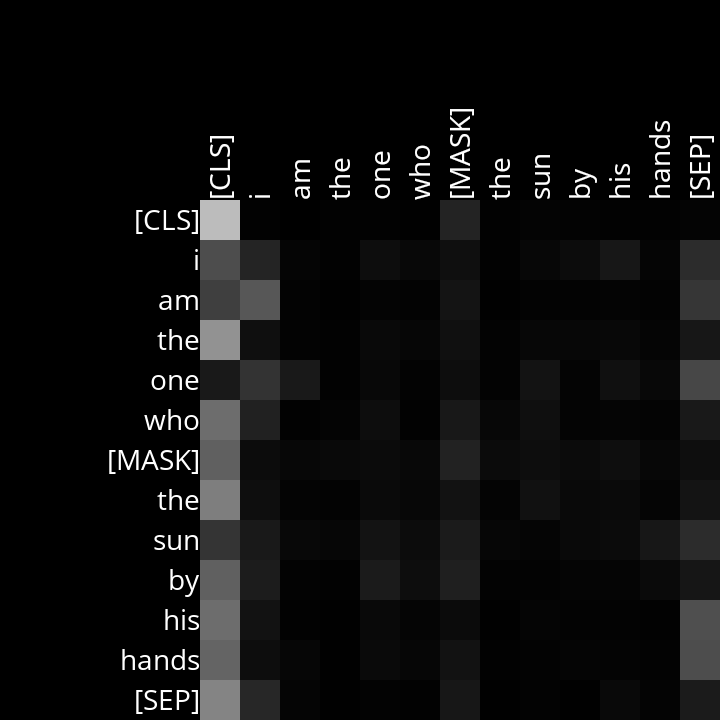 [CLS] i am the one who [MASK] the sun by his hands [SEP]
[CLS]
i
am
the
one
who
[MASK]
the
sun
by
his
hands
[SEP]